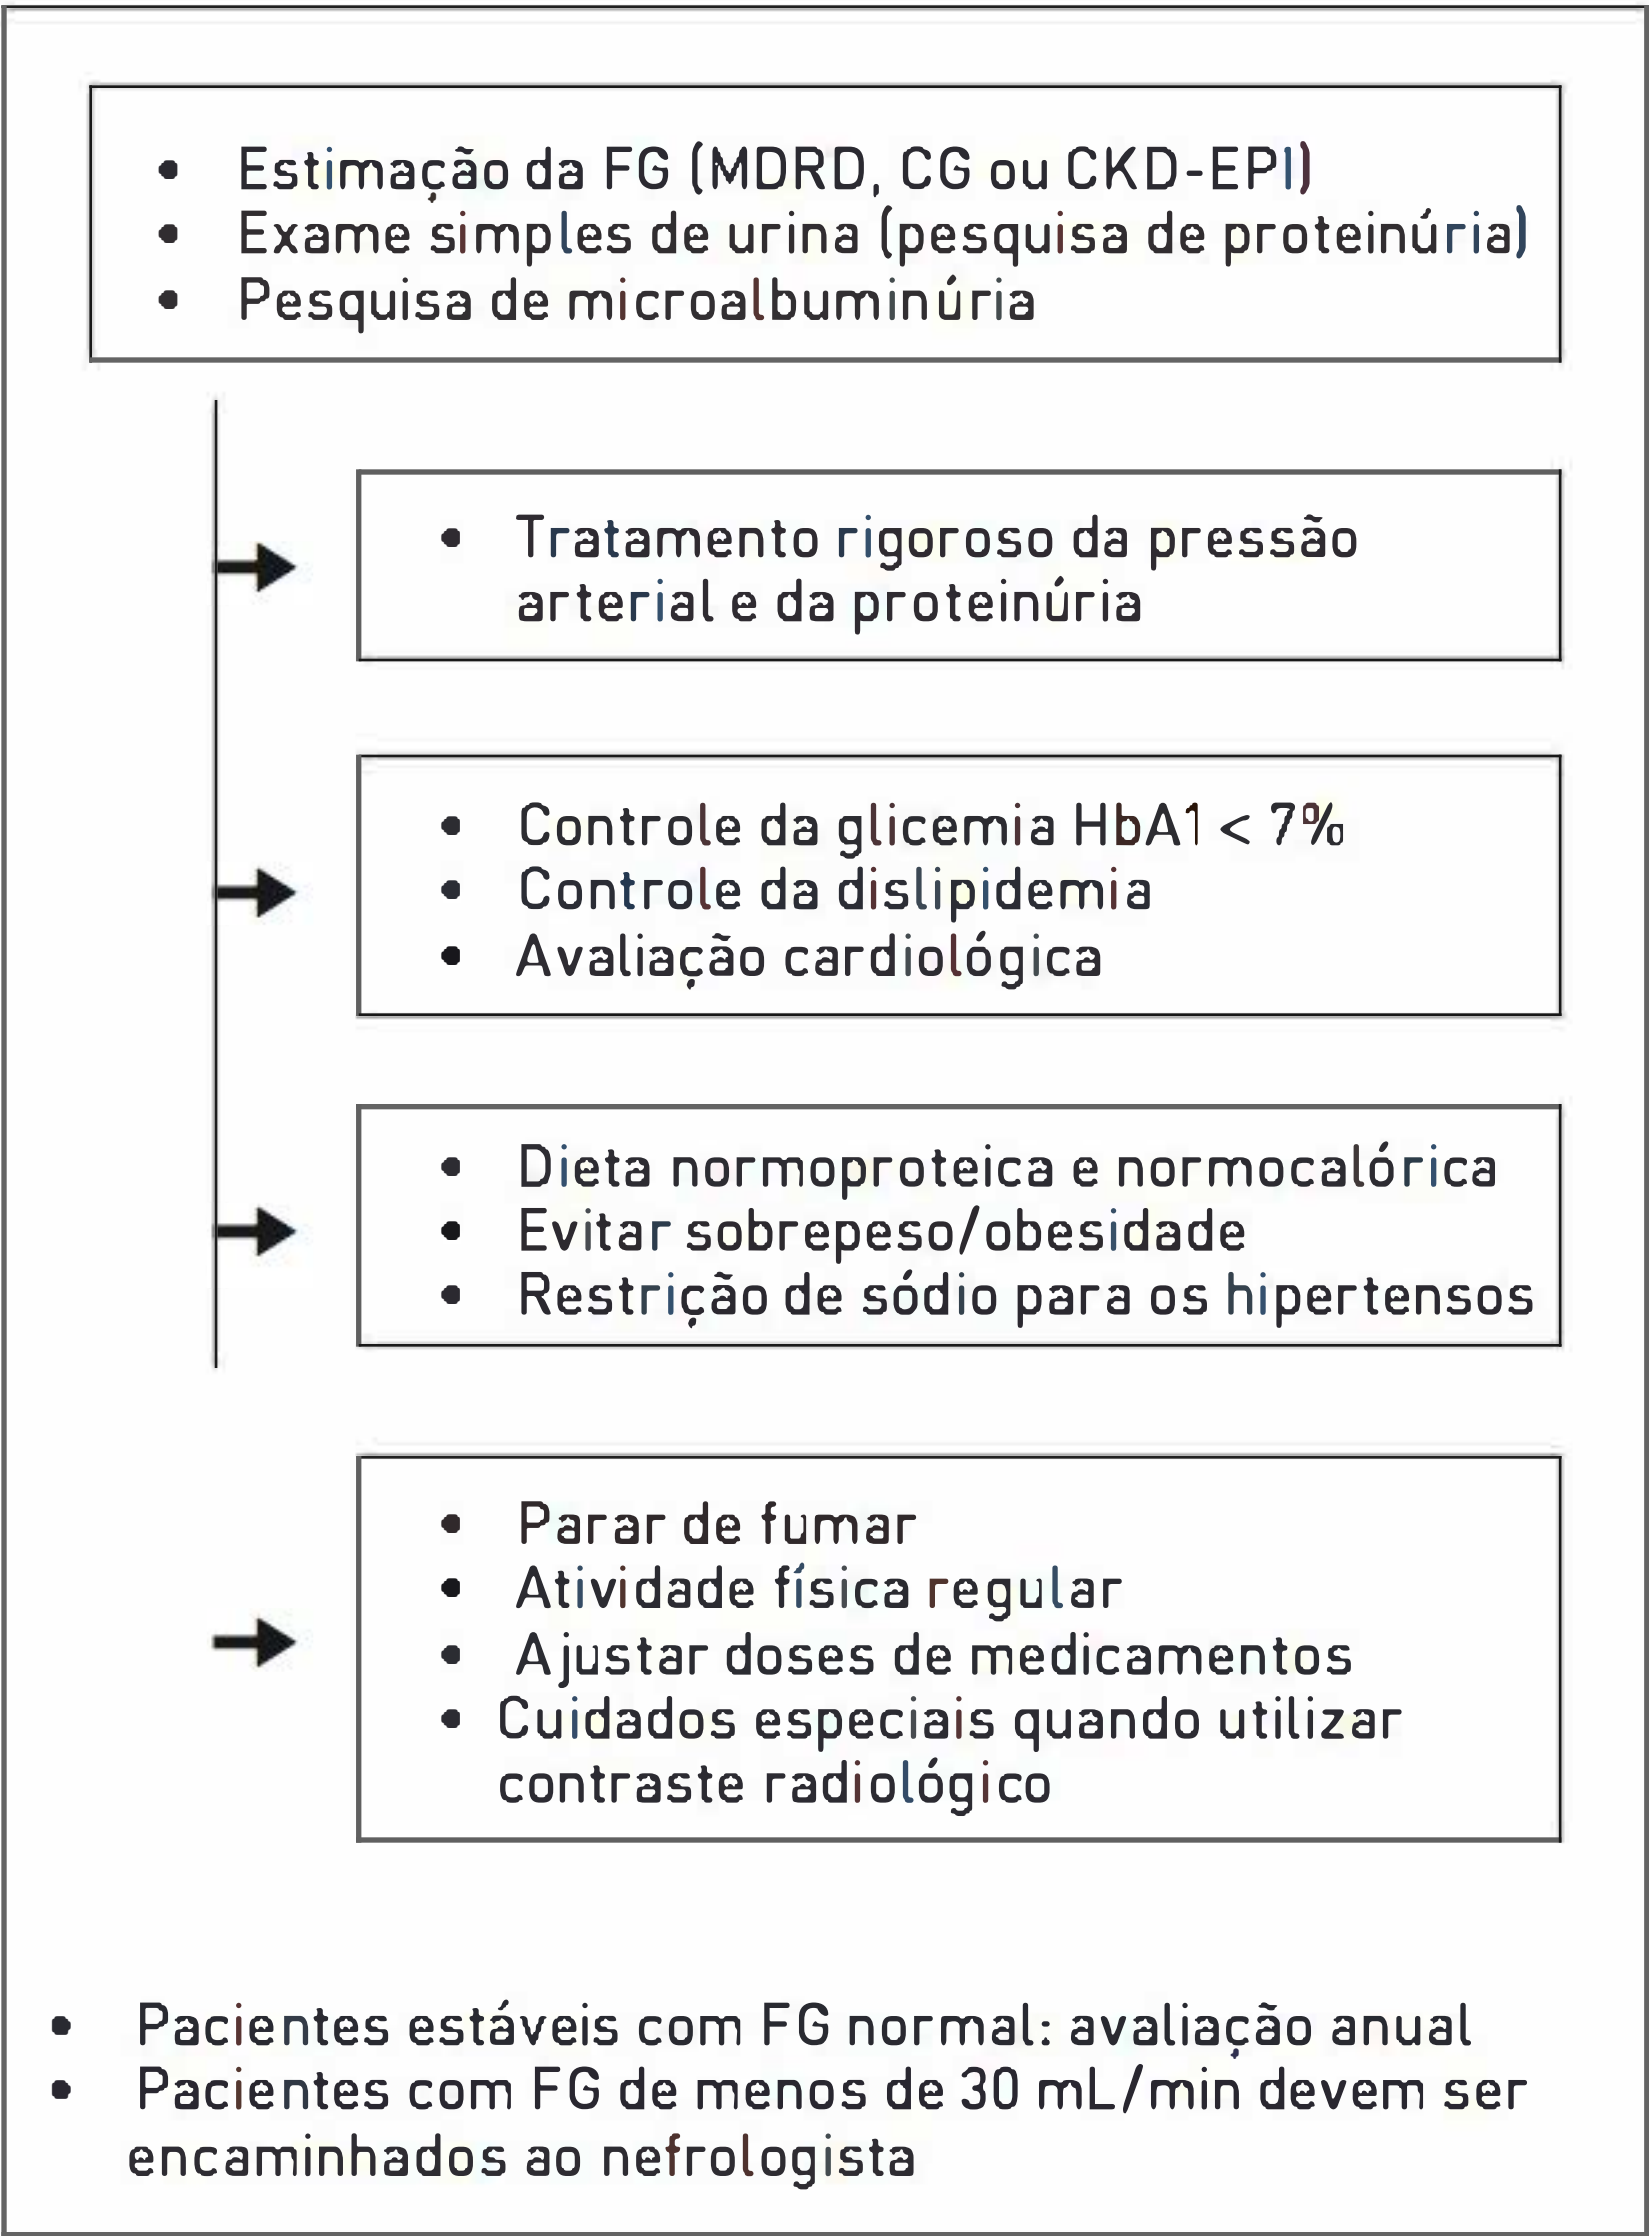 • Estimação da FG (MDRD, CG ou CKD-EPI)
• Exame simples de urina (pesquisa de proteinúria)
• Pesquisa de microalbuminúria
• Tratamento rigoroso da pressão
arterial e da proteinúria
• Controle da glicemia HbA1 < 7%
• Controle da dislipidemia
• Avaliação cardiológica
• Dieta normoproteica e normocalórica
• Evitar sobrepeso/obesidade
• Restrição de sódio para os hipertensos
• Parar de fumar
• Atividade física regular
• Ajustar doses de medicamentos
• Cuidados especiais quando utilizar
contraste radiológico
• Pacientes estáveis com FG normal: avaliação anual
• Pacientes com FG de menos de 30 mL/min devem ser
encaminhados ao nefrologista